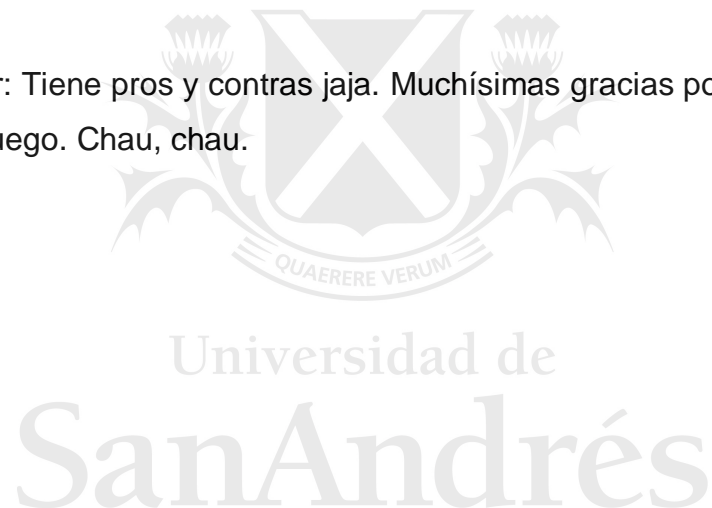 r: Tiene pros y contras jaja. Muchísimas gracias po
uego. Chau, chau.
QUAERERE VERUM
Universidad de
SanAndrés